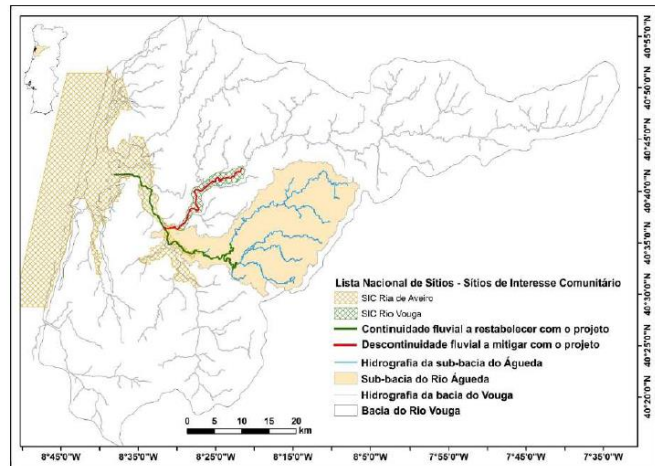 Lista Nacional de Sítios - Sítios de Interesse Comunitário
SIC Ria de Aveiro
SIC Rio Vouga
Continuidade fluvial a restabelecer com o projeto
Descontinuidade fluvial a mitigar com o projeto
Hidrografia da sub-bacia do Águeda
Sub-bacia do Rio Águeda
Hidrografia da bacia do Vouga
Bacia do Rio Vouga
0 5 10 15 20
km
8°45'0"W 8°35'0"W 8°25'0"W 8°15'0"W 8°5'0"W 7°55'0"W 7°45'0"W 7°35'0"W
40°55'0"N
40°50'0"N
40°45'0"N
40°40'0"N
40°35'0"N
40°30'0"N
40°25'0"N
40°20'0"N